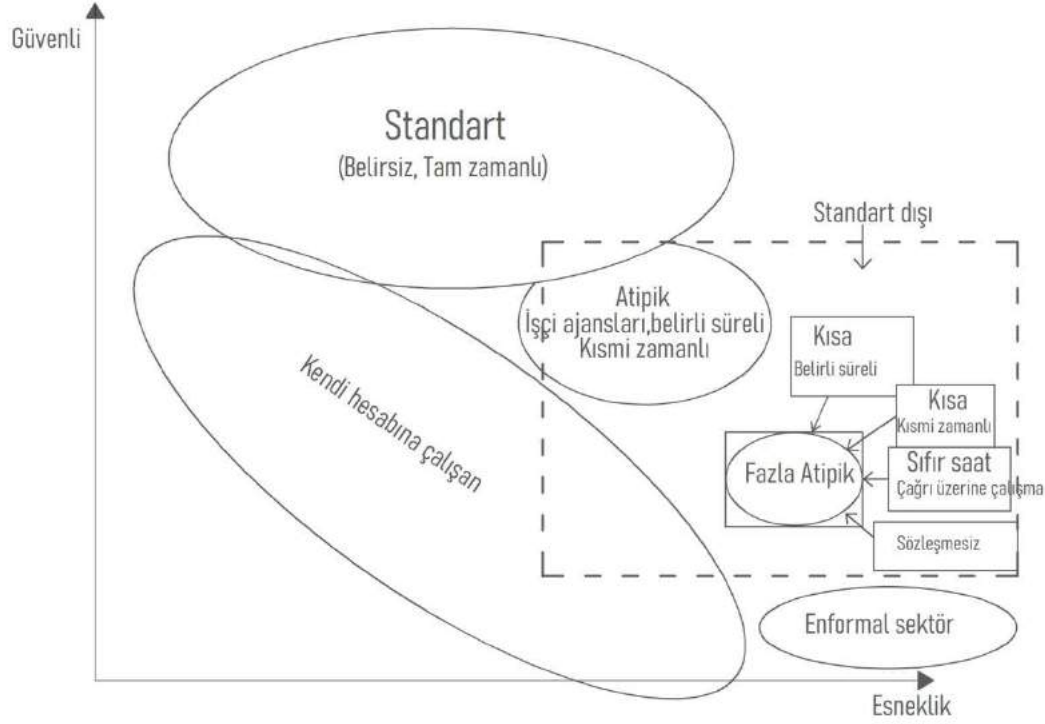 Güvenli
Standart
(Belirsiz, Tam zamanlı)
Standart dışı
Atipik
İşçi ajansları,belirli süreli
Kısmi zamanlı
Kısa
Belirli süreli
Kısa
Kısmi zamanlı
Kendi hesabına çalışan
Fazla Atipik
Sıfır saat
Çağrı üzerine çalışma
Sözleşmesiz
Enformal sektör
Esneklik